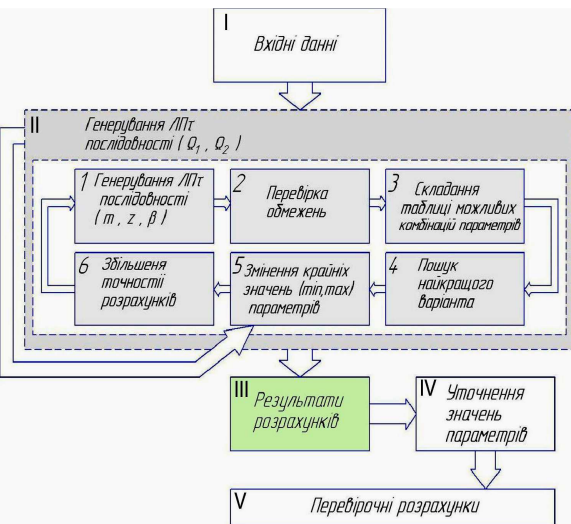 I
Вхідні данні
II
Генерування ЛПτ
послідовності ( Q₁ , Q₂ )
1 Генерування ЛПτ
послідовності
( m , z , β )
2
Перевірка
обмежень
3 Складання
таблиці можливих
комбінацій параметрів
6 Збільшеня
точностіі
розрахунків
5 Змінення крайніх
значень (min,max)
параметрів
4 Пошук
найкращого
варіанта
III
Результати
розрахунків
IV Уточнення
значень
параметрів
V Перевірочні розрахунки